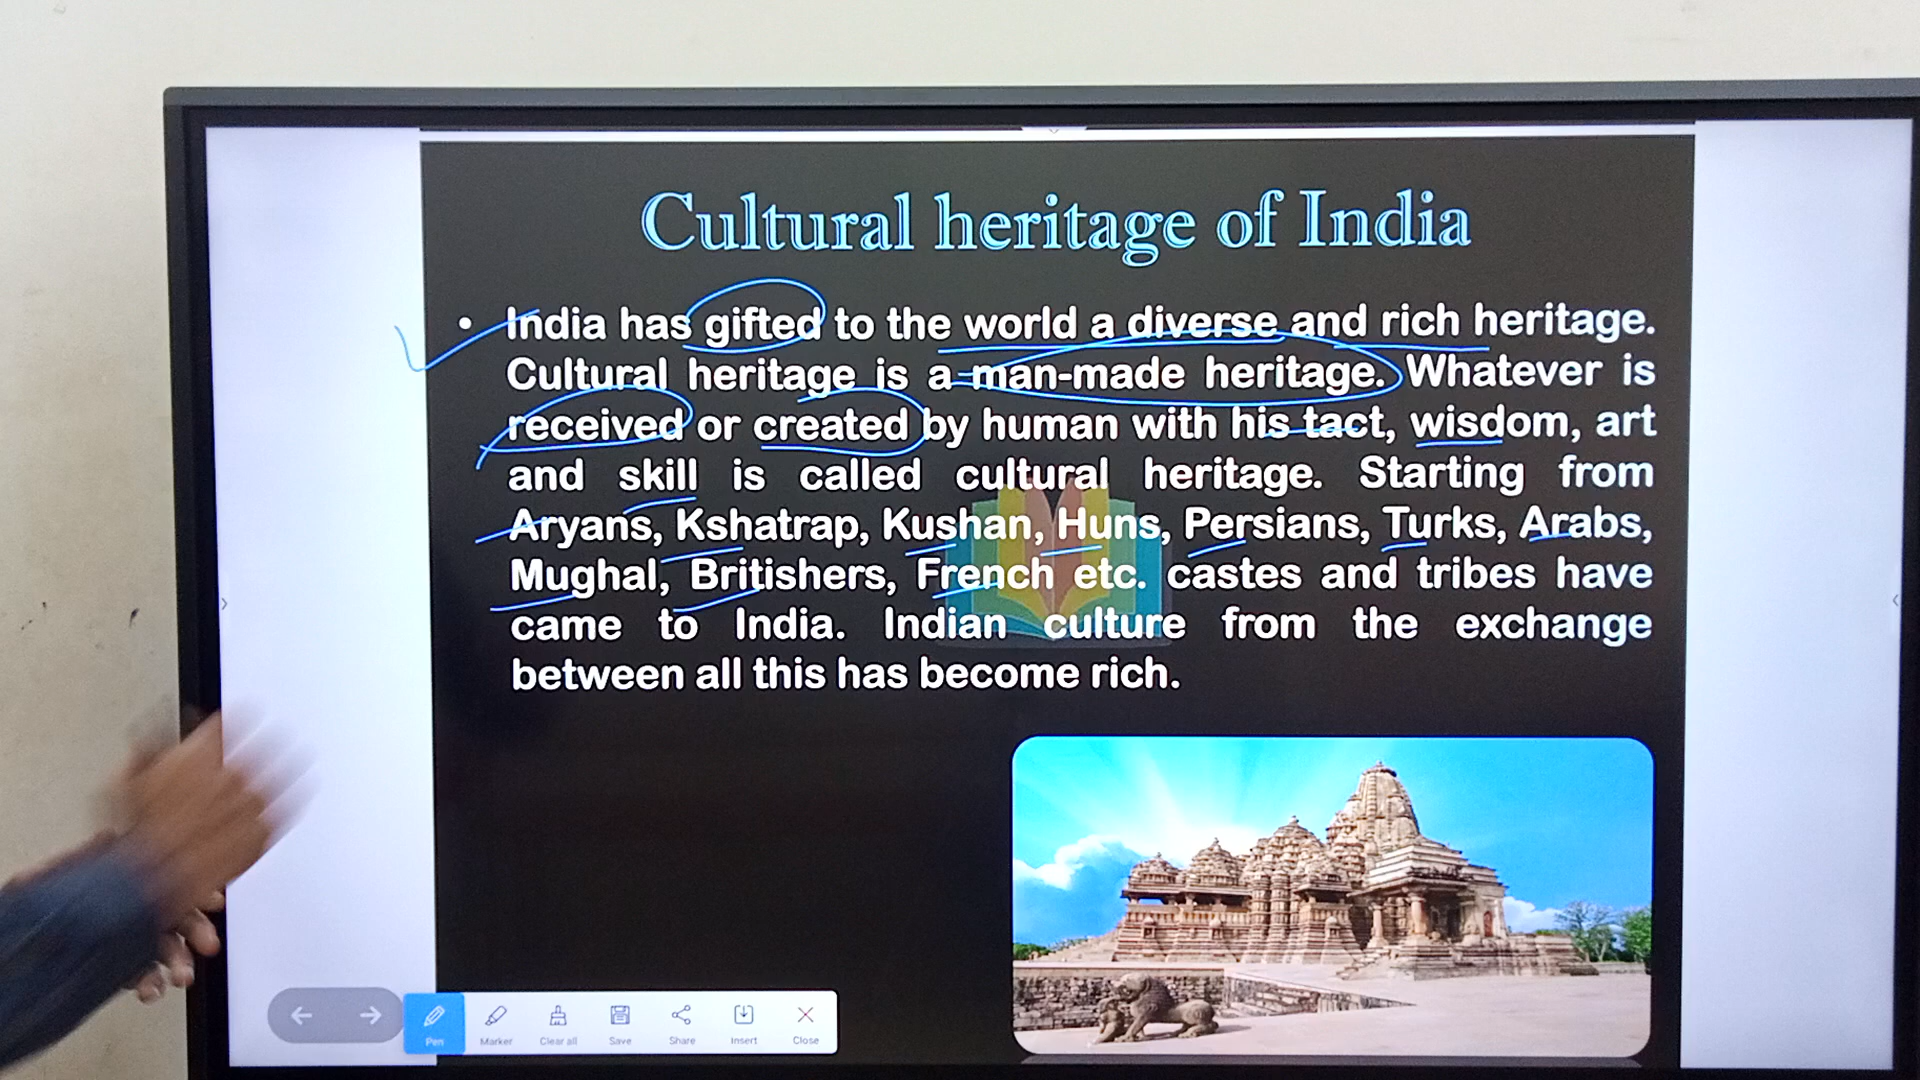 Cultural heritage of India
• India has gifted to the world a diverse and rich heritage.
Cultural heritage is a man-made heritage. Whatever is
received or created by human with his tact, wisdom, art
and skill is called cultural heritage. Starting from
Aryans, Kshatrap, Kushan, Huns, Persians, Turks, Arabs,
Mughal, Britishers, French etc. castes and tribes have
came to India. Indian culture from the exchange
between all this has become rich.
Pen Marker Clear all Save Share Insert Close